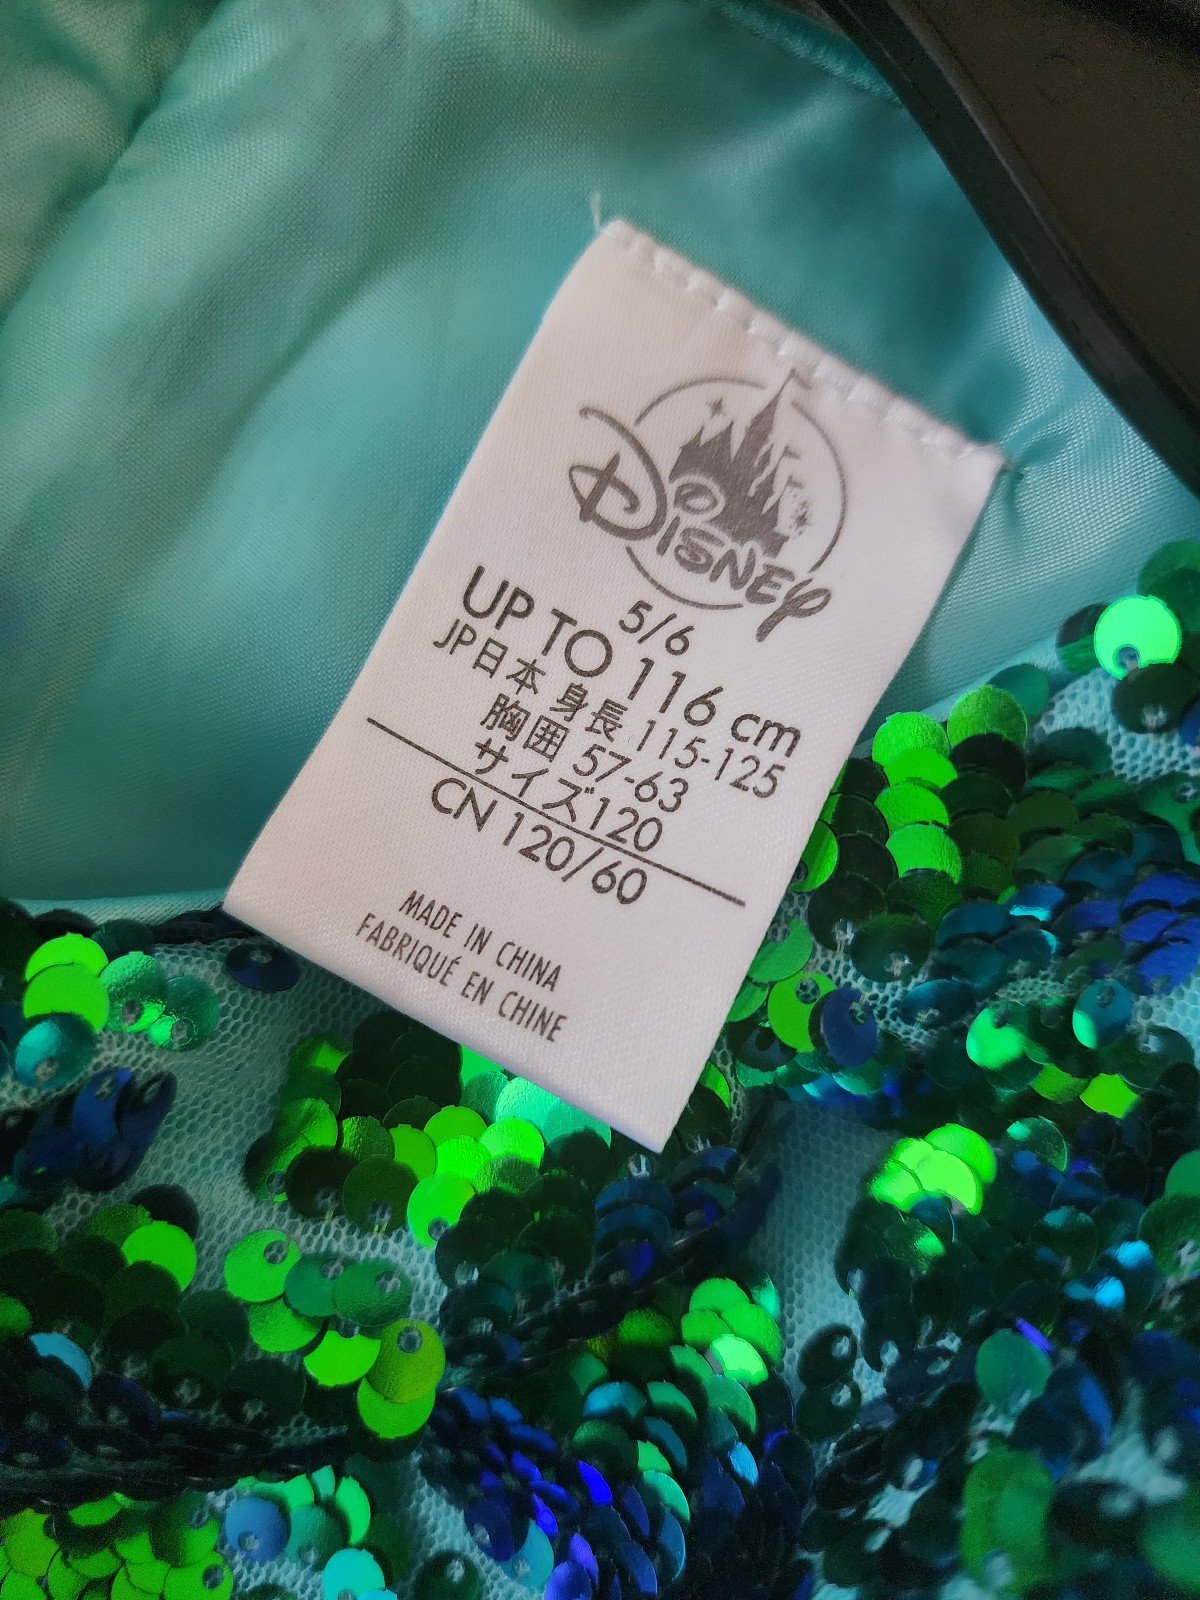 DISNEY
5/6
UP TO 116 cm
JP日本 身長 115-125
胸囲 57-63
サイズ120
CN 120/60
MADE IN CHINA
FABRIQUÉ EN CHINE